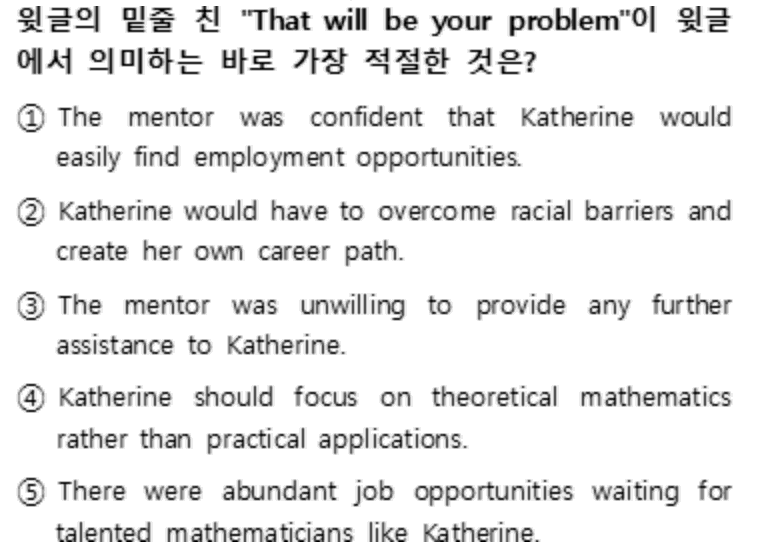 윗글의 밑줄 친 "That will be your problem"이 윗글
에서 의미하는 바로 가장 적절한 것은?
① The mentor was confident that Katherine would
easily find employment opportunities.
② Katherine would have to overcome racial barriers and
create her own career path.
③ The mentor was unwilling to provide any further
assistance to Katherine.
④ Katherine should focus on theoretical mathematics
rather than practical applications.
⑤ There were abundant job opportunities waiting for
talented mathematicians like Katherine.